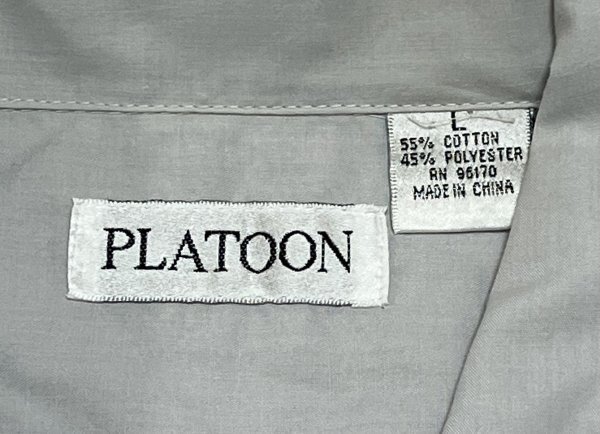 PLATOON
L
55% COTTON
45% POLYESTER
RN 96170
MADE IN CHINA